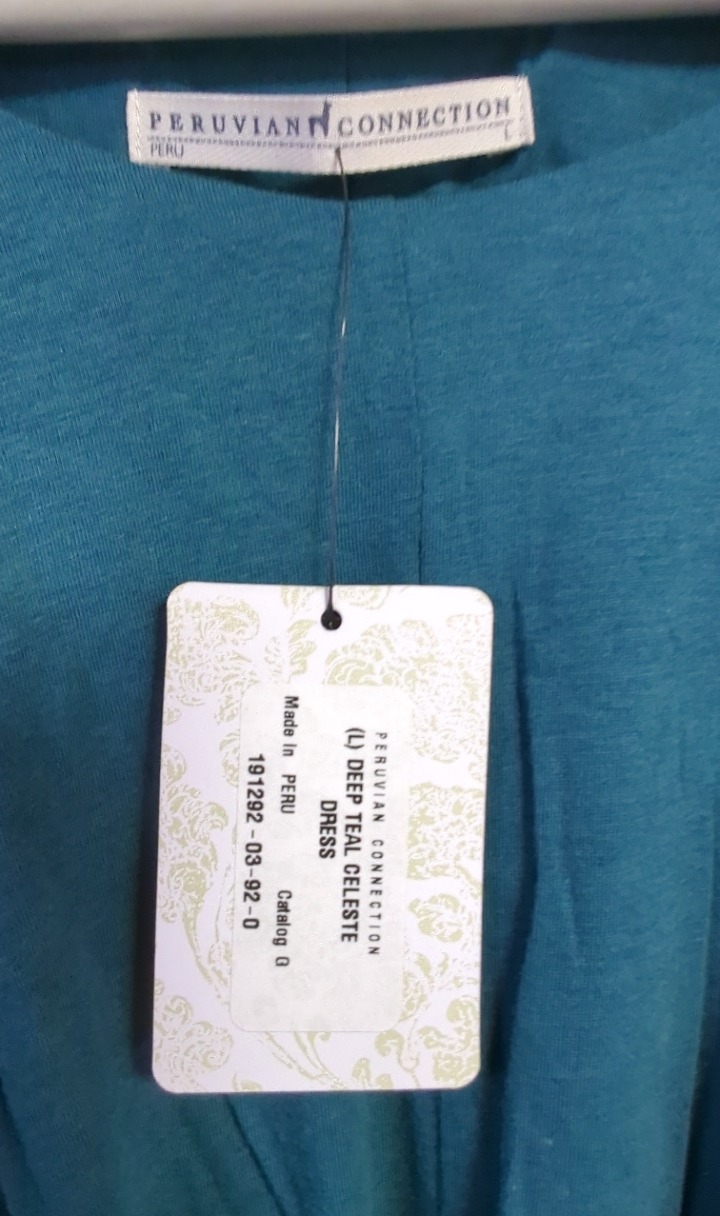 PERUVIAN CONNECTION
PERU L
PERUVIAN CONNECTION
(L) DEEP TEAL CELESTE
DRESS
Made In PERU Catalog G
191292-03-92-0